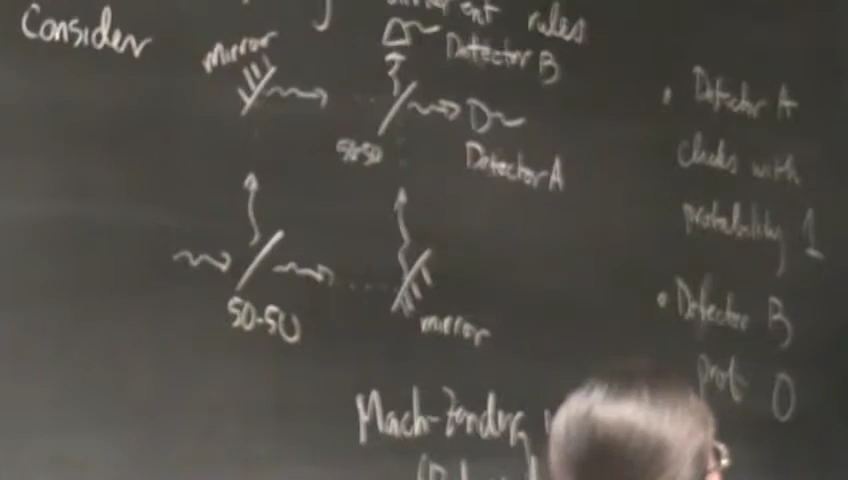 Consider
rules
mirror
Detector B
50-50
Detector A
50-50
mirror
Detector A
clicks with
probability 1
Detector B
prob 0
Mach-Zender